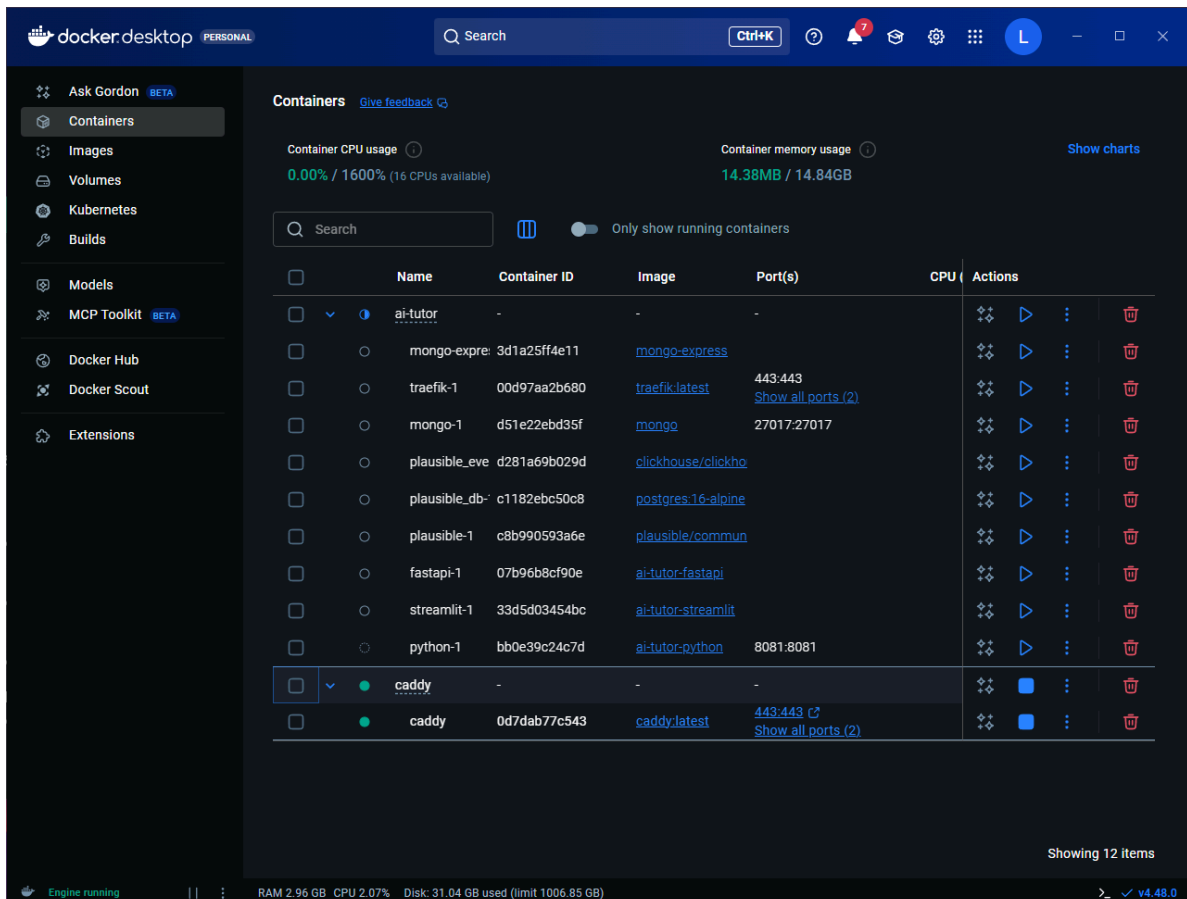 docker.desktop PERSONAL
Search
Ctrl+K
7
L
Ask Gordon BETA
Containers
Images
Volumes
Kubernetes
Builds
Models
MCP Toolkit BETA
Docker Hub
Docker Scout
Extensions
Containers Give feedback
Container CPU usage
0.00% / 1600% (16 CPUs available)
Container memory usage
14.38MB / 14.84GB
Show charts
Search
Only show running containers
Name Container ID Image Port(s) CPU ( Actions
ai-tutor - - -
mongo-expre 3d1a25ff4e11 mongo-express
traefik-1 00d97aa2b680 traefik:latest 443:443
Show all ports (2)
mongo-1 d51e22ebd35f mongo 27017:27017
plausible_eve d281a69b029d clickhouse/clickho
plausible_db- c1182ebc50c8 postgres:16-alpine
plausible-1 c8b990593a6e plausible/commun
fastapi-1 07b96b8cf90e ai-tutor-fastapi
streamlit-1 33d5d03454bc ai-tutor-streamlit
python-1 bb0e39c24c7d ai-tutor-python 8081:8081
caddy - - -
caddy 0d7dab77c543 caddy:latest 443:443
Show all ports (2)
Showing 12 items
Engine running
RAM 2.96 GB CPU 2.07% Disk: 31.04 GB used (limit 1006.85 GB)
v4.48.0